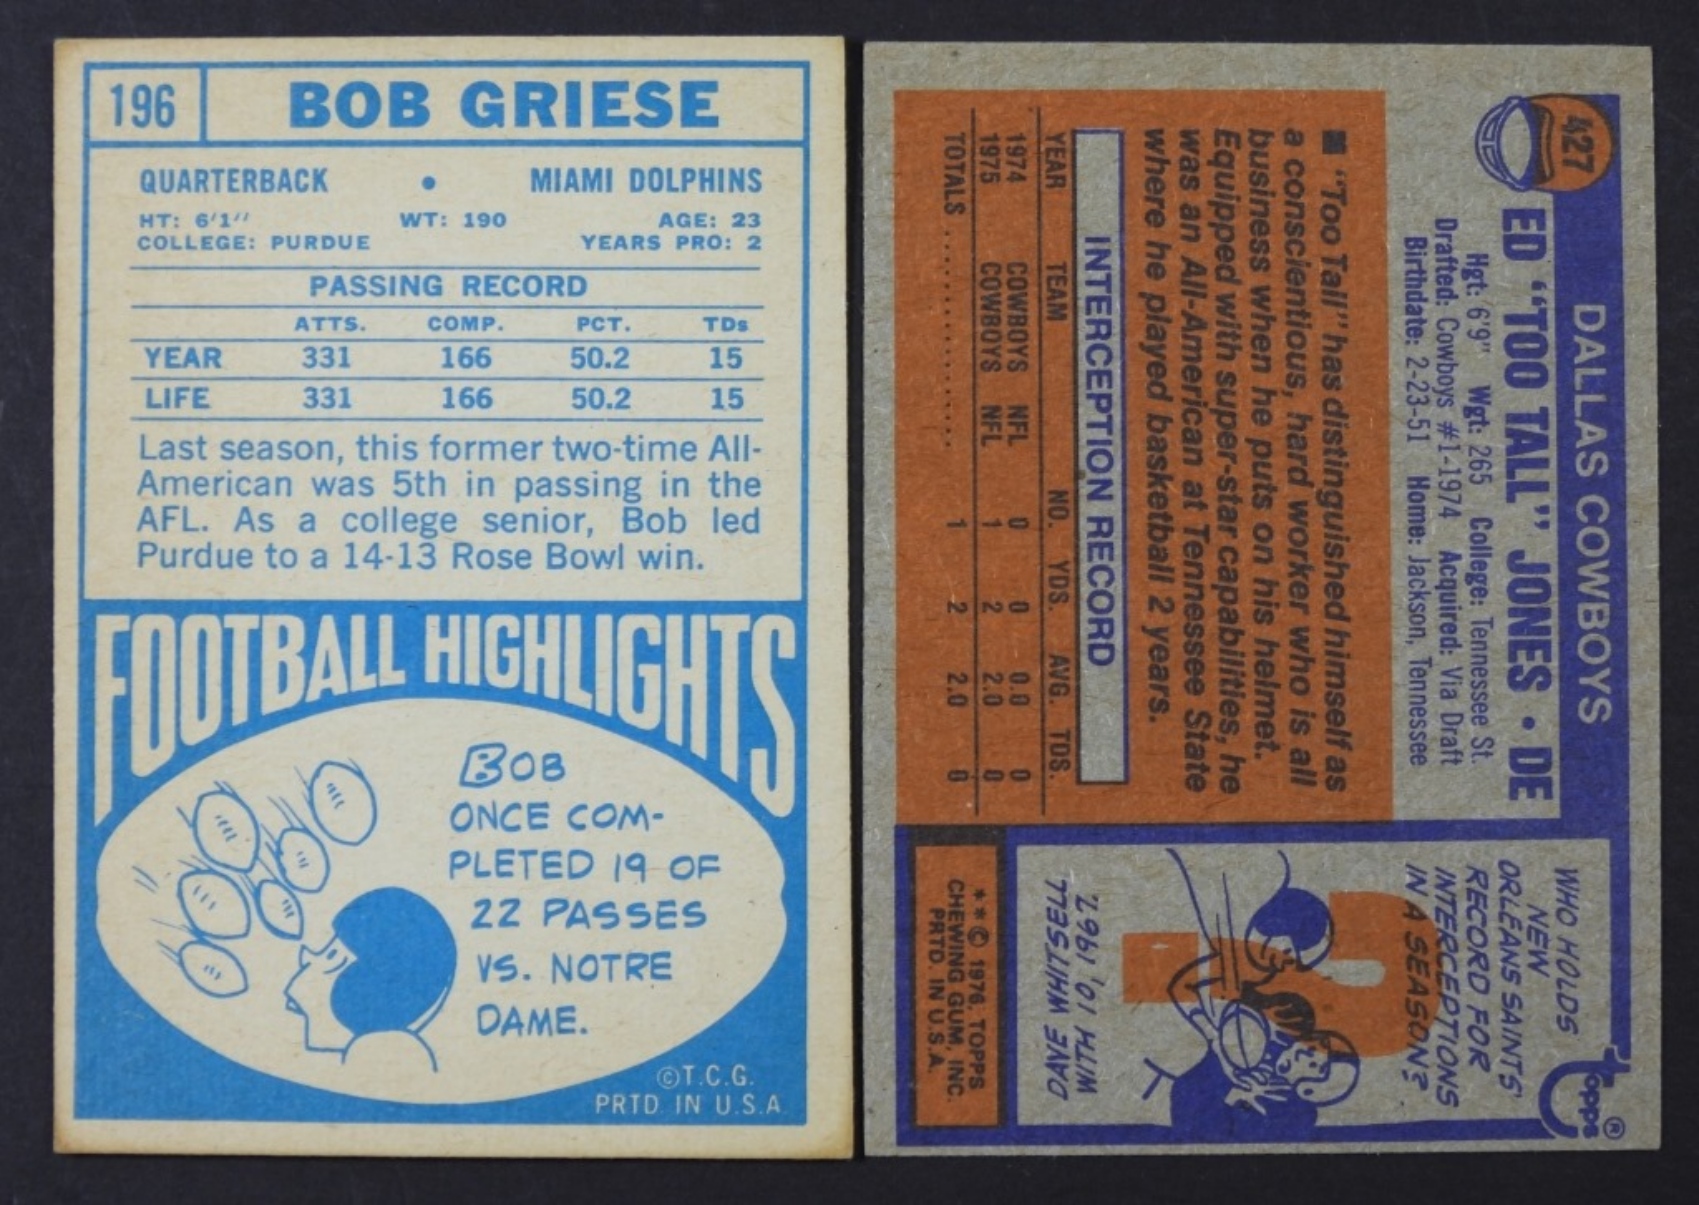 196
BOB GRIESE
QUARTERBACK • MIAMI DOLPHINS
HT: 6'1" WT: 190 AGE: 23
COLLEGE: PURDUE YEARS PRO: 2
PASSING RECORD
ATTS. COMP. PCT. TDs
YEAR 331 166 50.2 15
LIFE 331 166 50.2 15
Last season, this former two-time All-
American was 5th in passing in the
AFL. As a college senior, Bob led
Purdue to a 14-13 Rose Bowl win.
FOOTBALL HIGHLIGHTS
BOB
ONCE COM-
PLETED 19 OF
22 PASSES
VS. NOTRE
DAME.
©T.C.G.
PRTD. IN U.S.A.
427
DALLAS COWBOYS
ED "TOO TALL" JONES • DE
Hgt: 6'9" Wgt: 265 College: Tennessee St.
Drafted: Cowboys #1-1974 Acquired: Via Draft
Birthdate: 2-23-51 Home: Jackson, Tennessee
■ "Too Tall" has distinguished himself as
a conscientious, hard worker who is all
business when he puts on his helmet.
Equipped with super-star capabilities, he
was an All-American at Tennessee State
where he played basketball 2 years.
INTERCEPTION RECORD
YEAR TEAM NO. YDS. AVG. TDS.
1974 COWBOYS NFL 0 0 0.0 0
1975 COWBOYS NFL 1 2 2.0 0
TOTALS 1 2 2.0 0
Topps®
WHO HOLDS
NEW
ORLEANS SAINTS'
RECORD FOR
INTERCEPTIONS
IN A SEASON?
DAVE WHITSELL
WITH 10, 1967
**© 1976. TOPPS
CHEWING GUM, INC.
PRTD. IN U.S.A.